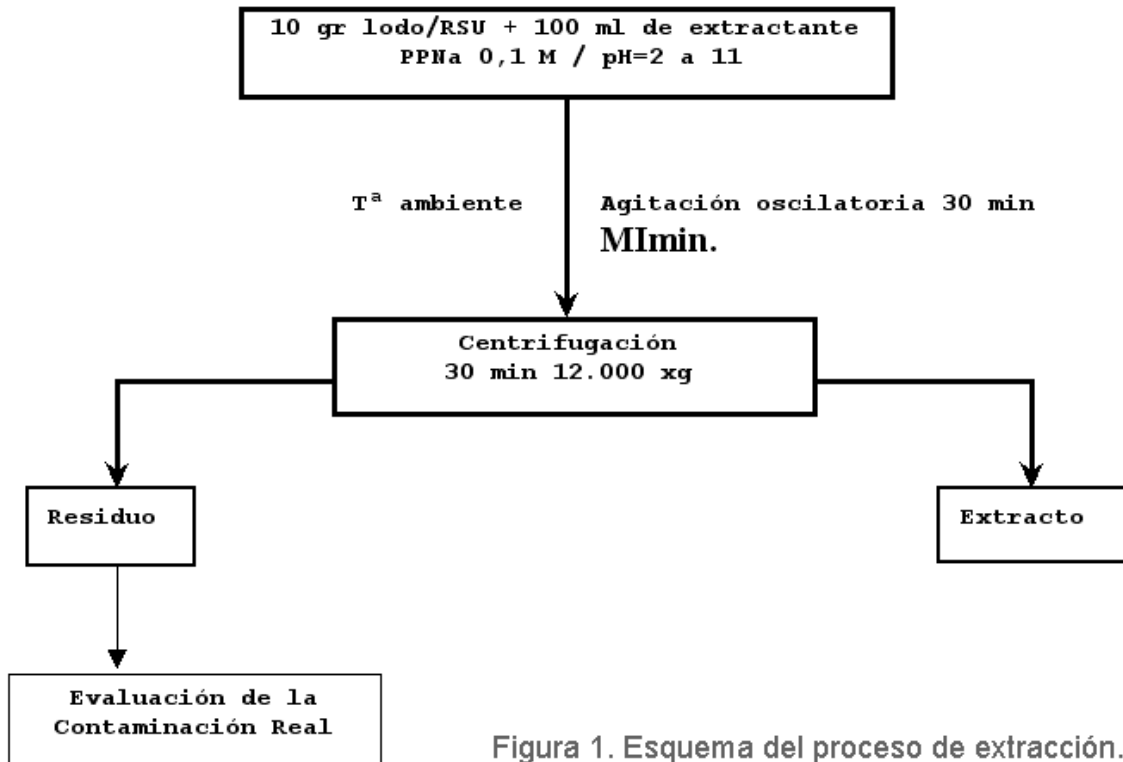 10 gr lodo/RSU + 100 ml de extractante
PPNa 0,1 M / pH=2 a 11
Tª ambiente
Agitación oscilatoria 30 min
MImin.
Centrifugación
30 min 12.000 xg
Residuo
Extracto
Evaluación de la
Contaminación Real
Figura 1. Esquema del proceso de extracción.